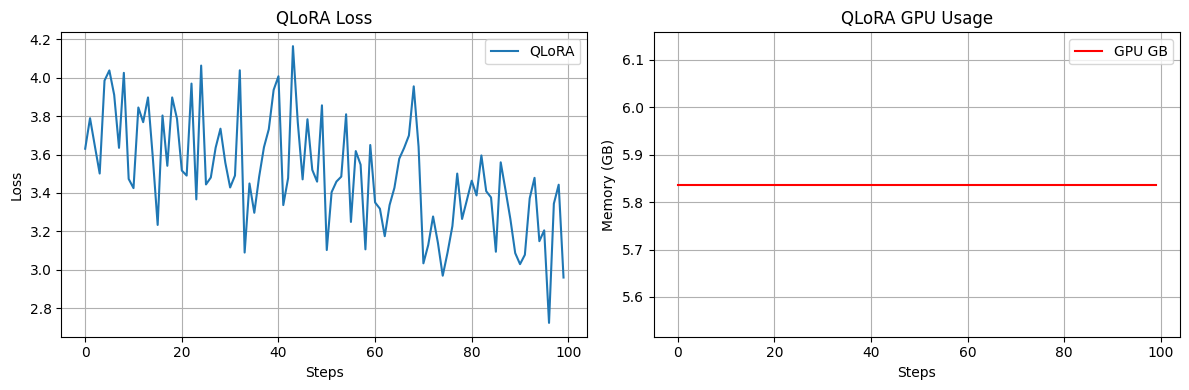 QLoRA Loss
QLoRA
4.2
4.0
3.8
3.6
3.4
3.2
3.0
2.8
Loss
0 20 40 60 80 100
Steps
QLoRA GPU Usage
GPU GB
6.1
6.0
5.9
5.8
5.7
5.6
Memory (GB)
0 20 40 60 80 100
Steps